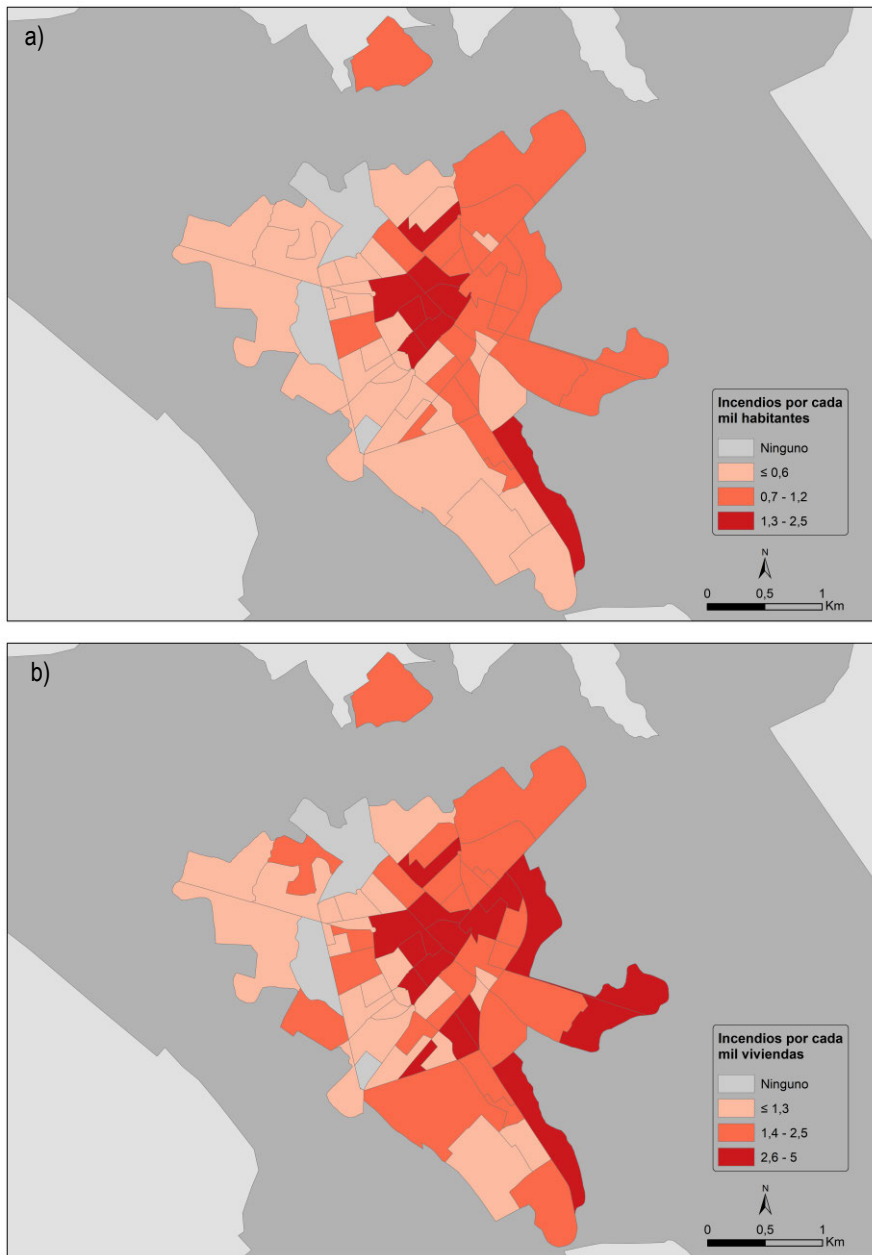 a)
Incendios por cada
mil habitantes
Ninguno
≤ 0,6
0,7 - 1,2
1,3 - 2,5
N
0 0,5 1
Km
b)
Incendios por cada
mil viviendas
Ninguno
≤ 1,3
1,4 - 2,5
2,6 - 5
N
0 0,5 1
Km